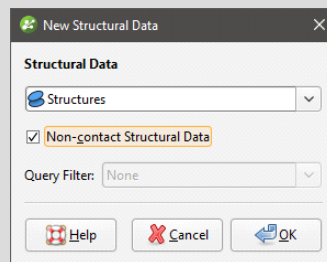 New Structural Data
Structural Data
Structures
Non-contact Structural Data
Query Filter: None
Help Cancel OK